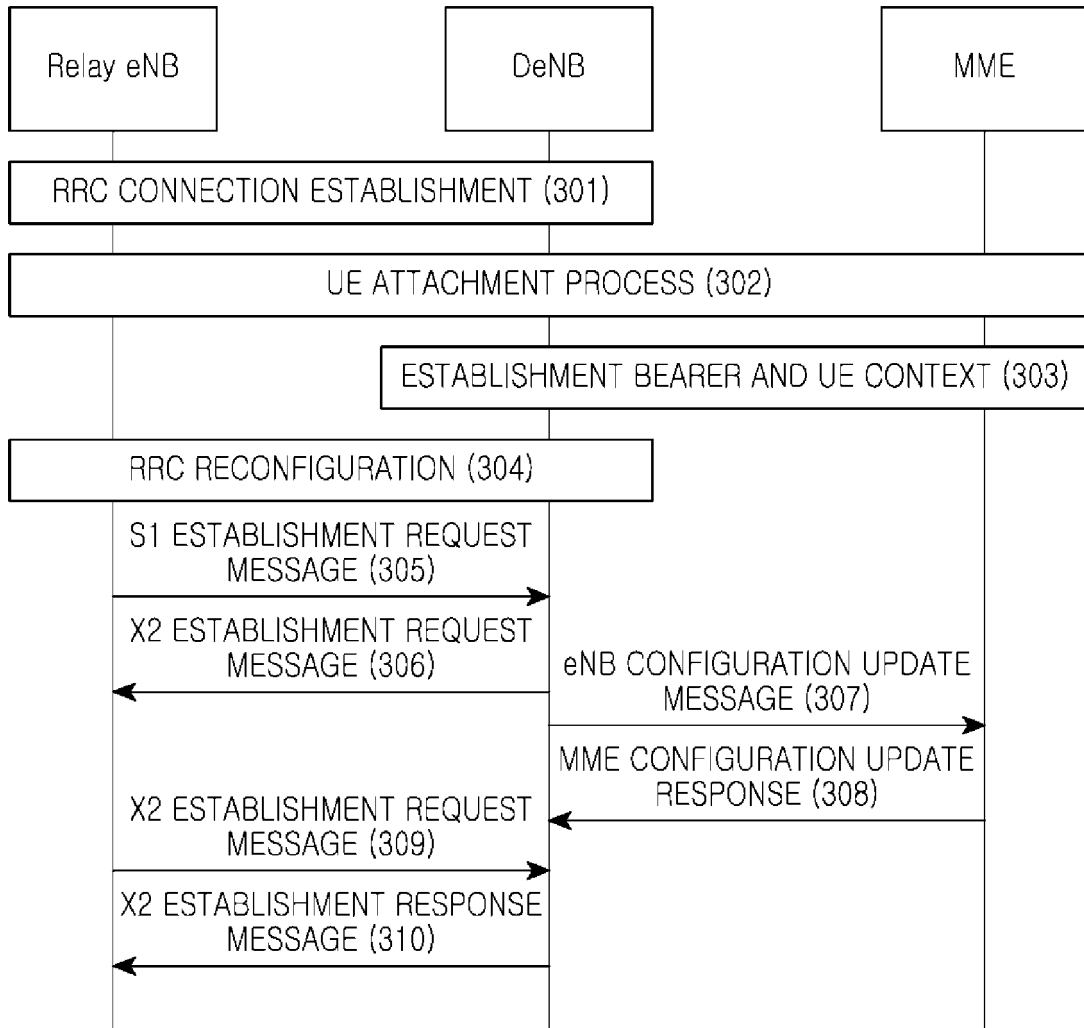 Relay eNB
DeNB
MME
RRC CONNECTION ESTABLISHMENT (301)
UE ATTACHMENT PROCESS (302)
ESTABLISHMENT BEARER AND UE CONTEXT (303)
RRC RECONFIGURATION (304)
S1 ESTABLISHMENT REQUEST
MESSAGE (305)
X2 ESTABLISHMENT REQUEST
MESSAGE (306)
eNB CONFIGURATION UPDATE
MESSAGE (307)
MME CONFIGURATION UPDATE
RESPONSE (308)
X2 ESTABLISHMENT REQUEST
MESSAGE (309)
X2 ESTABLISHMENT RESPONSE
MESSAGE (310)